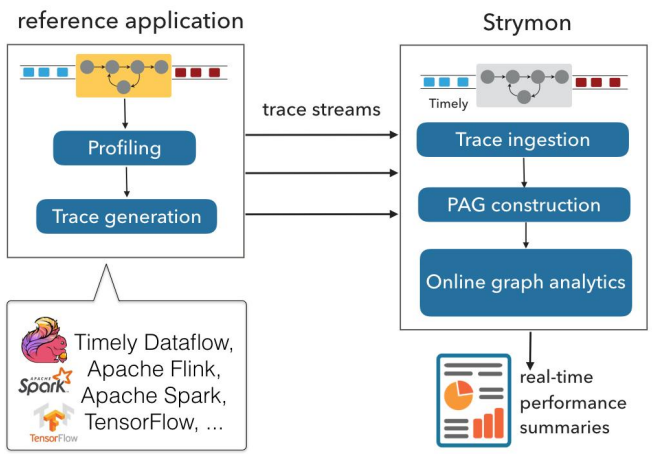 reference application
Strymon
Timely
trace streams
Profiling
Trace generation
Trace ingestion
PAG construction
Online graph analytics
Timely Dataflow,
Apache Flink,
Apache Spark,
TensorFlow, ...
APACHE
Spark
TensorFlow
real-time
performance
summaries